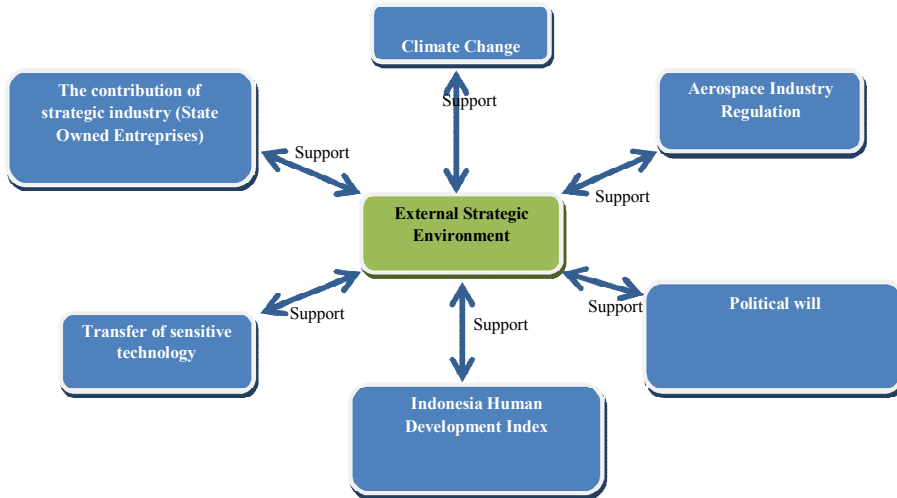 Climate Change
Support
The contribution of
strategic industry (State
Owned Entreprises)
Support
Aerospace Industry
Regulation
Support
External Strategic
Environment
Transfer of sensitive
technology
Support
Support
Indonesia Human
Development Index
Support
Political will